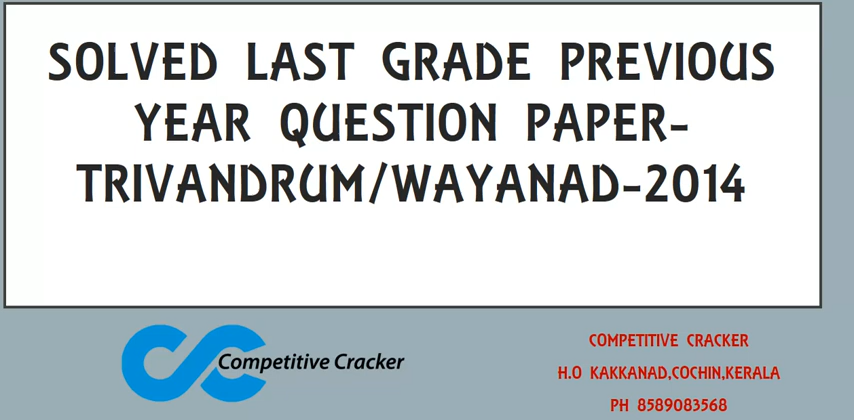 SOLVED LAST GRADE PREVIOUS
YEAR QUESTION PAPER-
TRIVANDRUM/WAYANAD-2014
Competitive Cracker
COMPETITIVE CRACKER
H.O KAKKANAD,COCHIN,KERALA
PH 8589083568